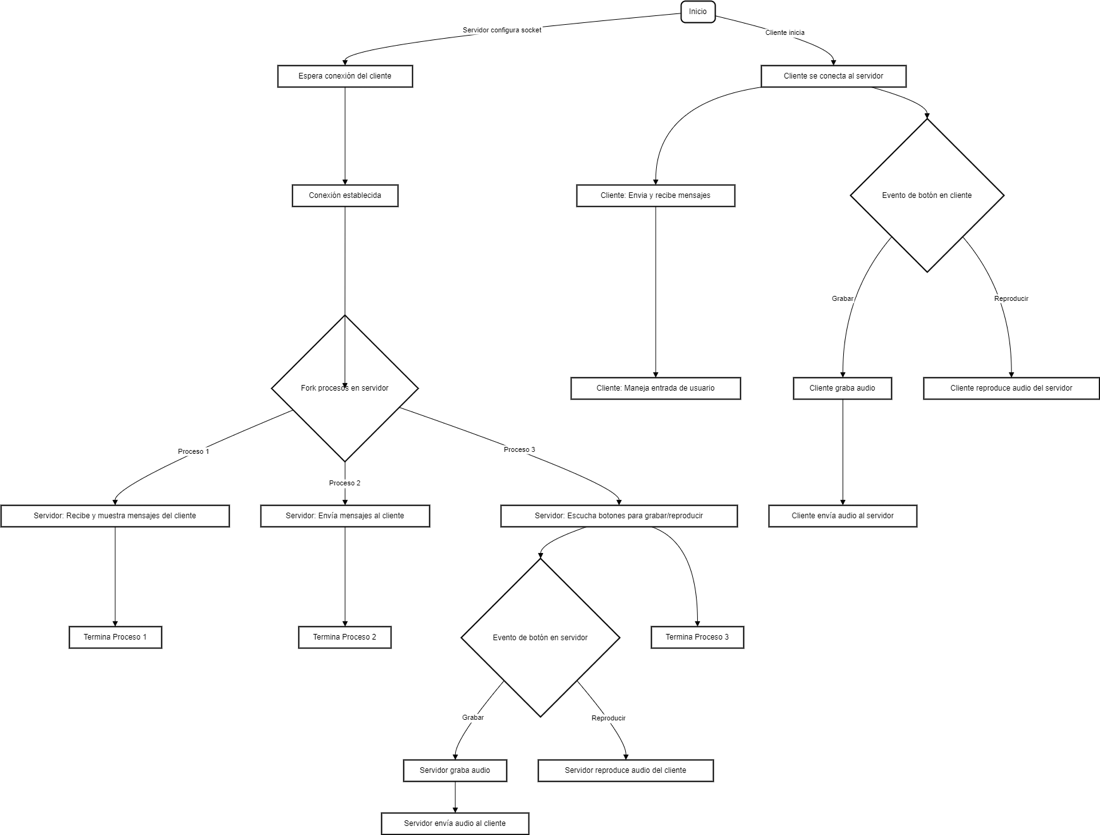 Inicio
Servidor configura socket
Cliente inicia
Espera conexión del cliente
Cliente se conecta al servidor
Conexión establecida
Cliente: Envia y recibe mensajes
Evento de botón en cliente
Grabar
Reproducir
Fork procesos en servidor
Cliente: Maneja entrada de usuario
Cliente graba audio
Cliente reproduce audio del servidor
Proceso 1
Proceso 2
Proceso 3
Servidor: Recibe y muestra mensajes del cliente
Servidor: Envía mensajes al cliente
Servidor: Escucha botones para grabar/reproducir
Cliente envía audio al servidor
Termina Proceso 1
Termina Proceso 2
Evento de botón en servidor
Termina Proceso 3
Grabar
Reproducir
Servidor graba audio
Servidor reproduce audio del cliente
Servidor envía audio al cliente